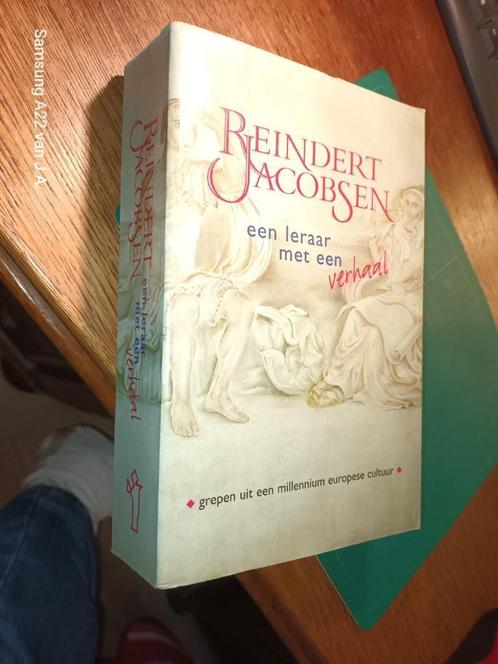 Samsung A22 van J.A.
REINDERT
JACOBSEN
een leraar
met een
verhaal
grepen uit een millennium europese cultuur
REINDERT
JACOBSEN
een leraar
met een
verhaal